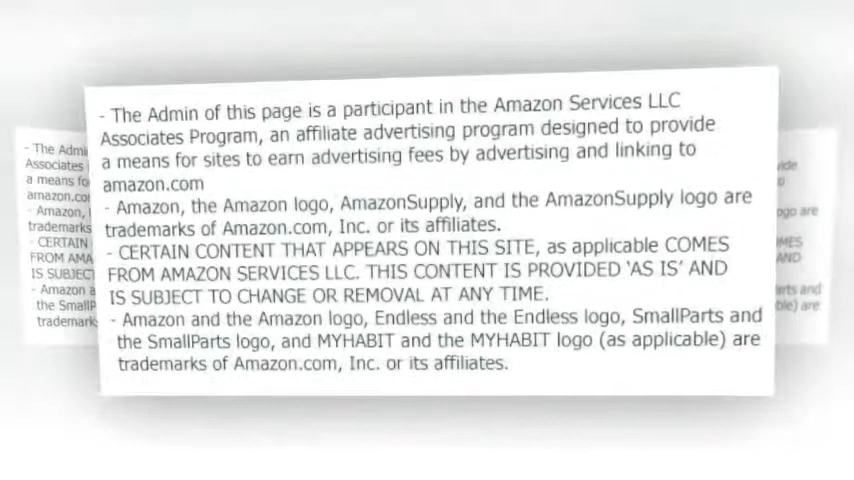 - The Admin of this page is a participant in the Amazon Services LLC
Associates Program, an affiliate advertising program designed to provide
a means for sites to earn advertising fees by advertising and linking to
amazon.com
- Amazon, the Amazon logo, AmazonSupply, and the AmazonSupply logo are
trademarks of Amazon.com, Inc. or its affiliates.
- CERTAIN CONTENT THAT APPEARS ON THIS SITE, as applicable COMES
FROM AMAZON SERVICES LLC. THIS CONTENT IS PROVIDED ‘AS IS’ AND
IS SUBJECT TO CHANGE OR REMOVAL AT ANY TIME.
- Amazon and the Amazon logo, Endless and the Endless logo, SmallParts and
the SmallParts logo, and MYHABIT and the MYHABIT logo (as applicable) are
trademarks of Amazon.com, Inc. or its affiliates.